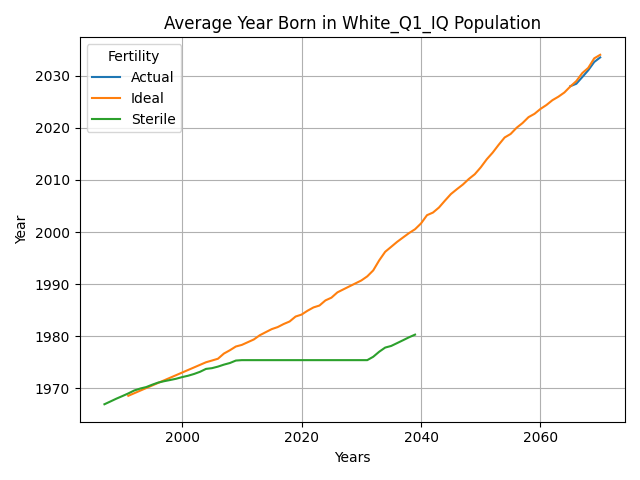 Average Year Born in White_Q1_IQ Population
Fertility
Actual
Ideal
Sterile
Year
2030
2020
2010
2000
1990
1980
1970
2000
2020
2040
2060
Years